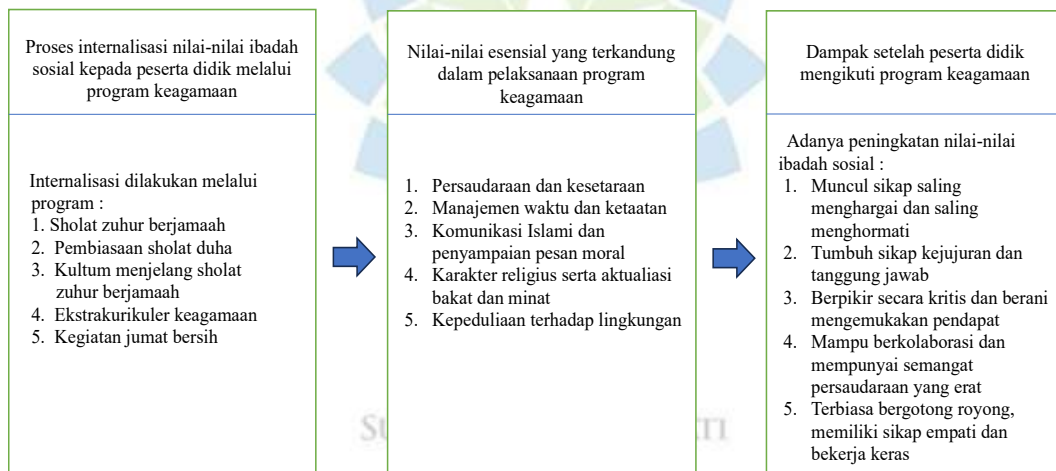 Proses internalisasi nilai-nilai ibadah
sosial kepada peserta didik melalui
program keagamaan
Internalisasi dilakukan melalui
program :
1. Sholat zuhur berjamaah
2. Pembiasaan sholat duha
3. Kultum menjelang sholat
zuhur berjamaah
4. Ekstrakurikuler keagamaan
5. Kegiatan jumat bersih
Nilai-nilai esensial yang terkandung
dalam pelaksanaan program
keagamaan
1. Persaudaraan dan kesetaraan
2. Manajemen waktu dan ketaatan
3. Komunikasi Islami dan
penyampaian pesan moral
4. Karakter religius serta aktualiasi
bakat dan minat
5. Kepeduliaan terhadap lingkungan
Dampak setelah peserta didik
mengikuti program keagamaan
Adanya peningkatan nilai-nilai
ibadah sosial :
1. Muncul sikap saling
menghargai dan saling
menghormati
2. Tumbuh sikap kejujuran dan
tanggung jawab
3. Berpikir secara kritis dan berani
mengemukakan pendapat
4. Mampu berkolaborasi dan
mempunyai semangat
persaudaraan yang erat
5. Terbiasa bergotong royong,
memiliki sikap empati dan
bekerja keras